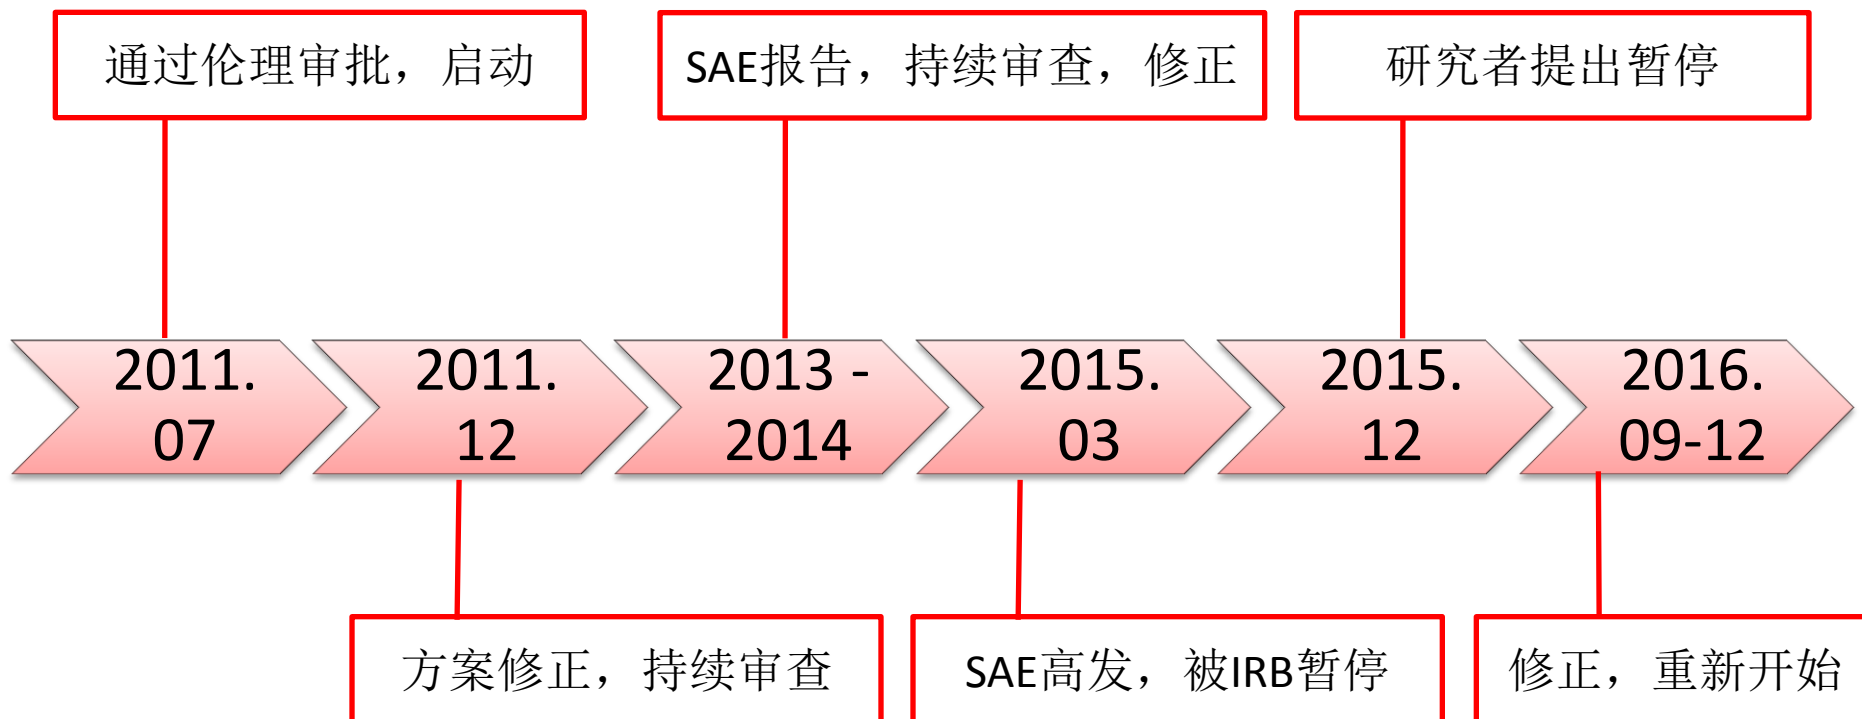 通过伦理审批，启动
SAE报告，持续审查，修正
研究者提出暂停
2011.
07
2011.
12
2013 -
2014
2015.
03
2015.
12
2016.
09-12
方案修正，持续审查
SAE高发，被IRB暂停
修正，重新开始